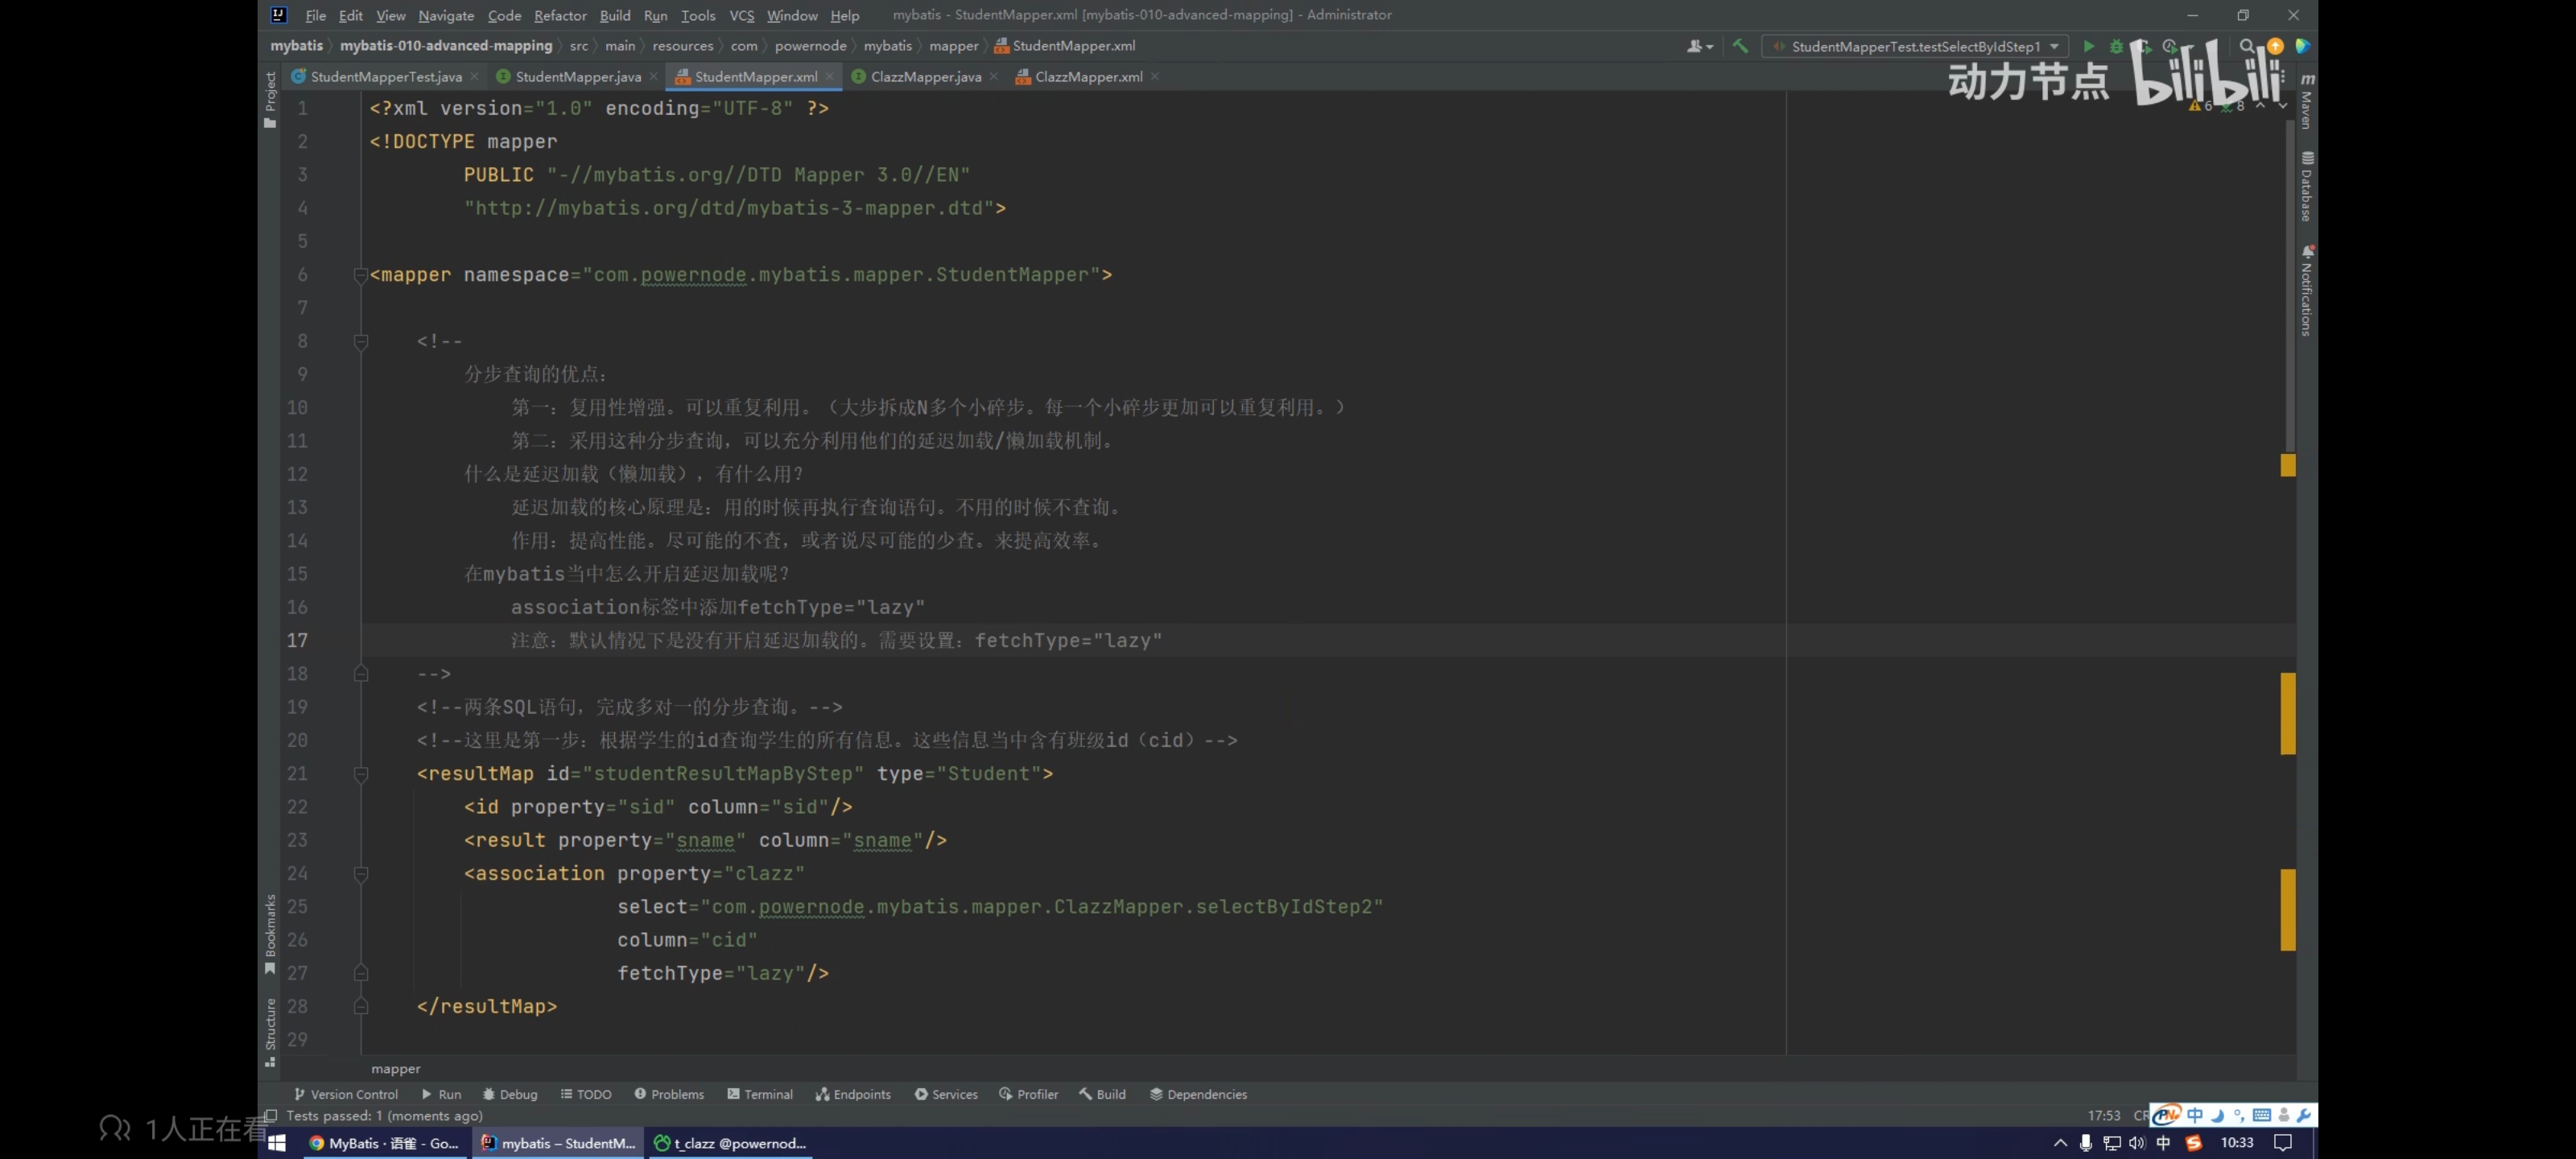 File Edit View Navigate Code Refactor Build Run Tools VCS Window Help mybatis - StudentMapper.xml [mybatis-010-advanced-mapping] - Administrator
mybatis mybatis-010-advanced-mapping src main resources com powernode mybatis mapper StudentMapper.xml StudentMapperTest.testSelectByIdStep1
StudentMapperTest.java StudentMapper.java StudentMapper.xml ClazzMapper.java ClazzMapper.xml
动力节点 bilibili
6 8
Project
Maven
Database
Notifications
1 <?xml version="1.0" encoding="UTF-8" ?>
2 <!DOCTYPE mapper
3 PUBLIC "-//mybatis.org//DTD Mapper 3.0//EN"
4 "http://mybatis.org/dtd/mybatis-3-mapper.dtd">
5
6 <mapper namespace="com.powernode.mybatis.mapper.StudentMapper">
7
8 <!--
9 分步查询的优点：
10 第一：复用性增强。可以重复利用。（大步拆成N多个小碎步。每一个小碎步更加可以重复利用。）
11 第二：采用这种分步查询，可以充分利用他们的延迟加载/懒加载机制。
12 什么是延迟加载（懒加载），有什么用？
13 延迟加载的核心原理是：用的时候再执行查询语句。不用的时候不查询。
14 作用：提高性能。尽可能的不查，或者说尽可能的少查。来提高效率。
15 在mybatis当中怎么开启延迟加载呢？
16 association标签中添加fetchType="lazy"
17 注意：默认情况下是没有开启延迟加载的。需要设置：fetchType="lazy"
18 -->
19 <!--两条SQL语句，完成多对一的分步查询。-->
20 <!--这里是第一步：根据学生的id查询学生的所有信息。这些信息当中含有班级id（cid）-->
21 <resultMap id="studentResultMapByStep" type="Student">
22 <id property="sid" column="sid"/>
23 <result property="sname" column="sname"/>
24 <association property="clazz"
25 select="com.powernode.mybatis.mapper.ClazzMapper.selectByIdStep2"
26 column="cid"
27 fetchType="lazy"/>
28 </resultMap>
29
Bookmarks
Structure
mapper
Version Control Run Debug TODO Problems Terminal Endpoints Services Profiler Build Dependencies
Tests passed: 1 (moments ago) 17:53 CR 中
1人正在看
MyBatis · 语雀 - Go... mybatis – StudentM... t_clazz @powernod... 中 10:33